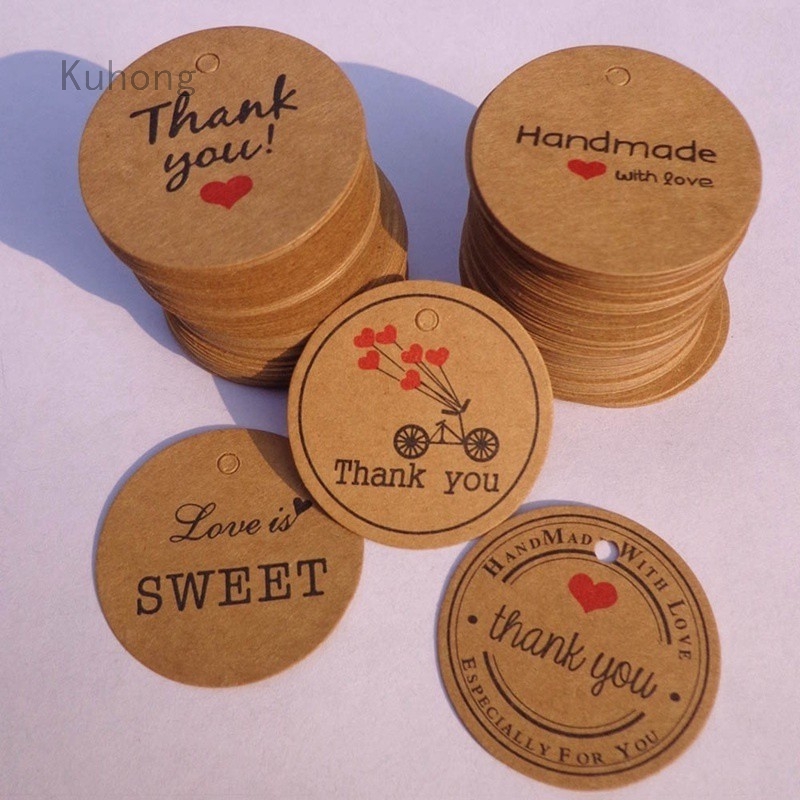 Kuhong
Thank
you!
Handmade
with love
Thank you
Love is
SWEET
HANDMADE WITH LOVE
thank you
ESPECIALLY FOR YOU